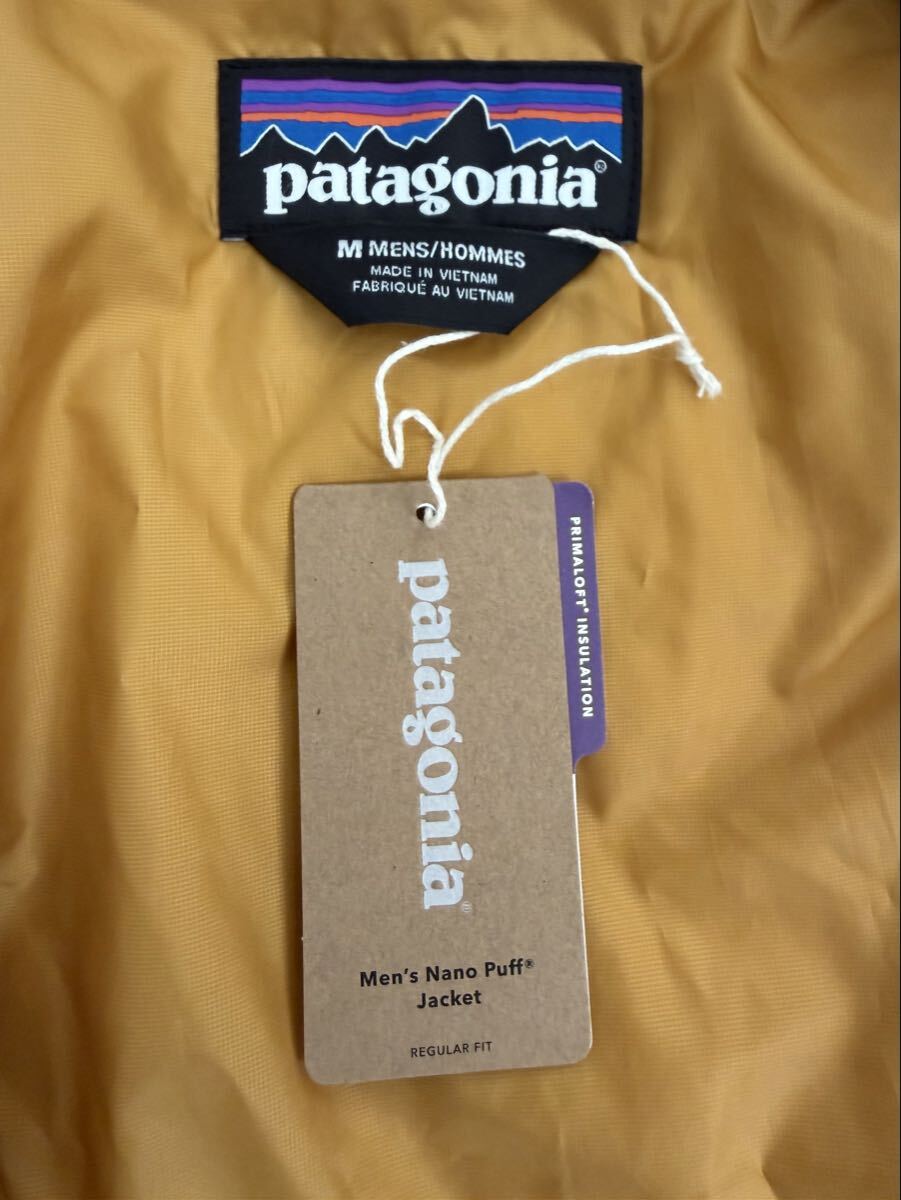 patagonia®
M MENS/HOMMES
MADE IN VIETNAM
FABRIQUÉ AU VIETNAM
patagonia®
PRIMALOFT® INSULATION
Men's Nano Puff®
Jacket
REGULAR FIT